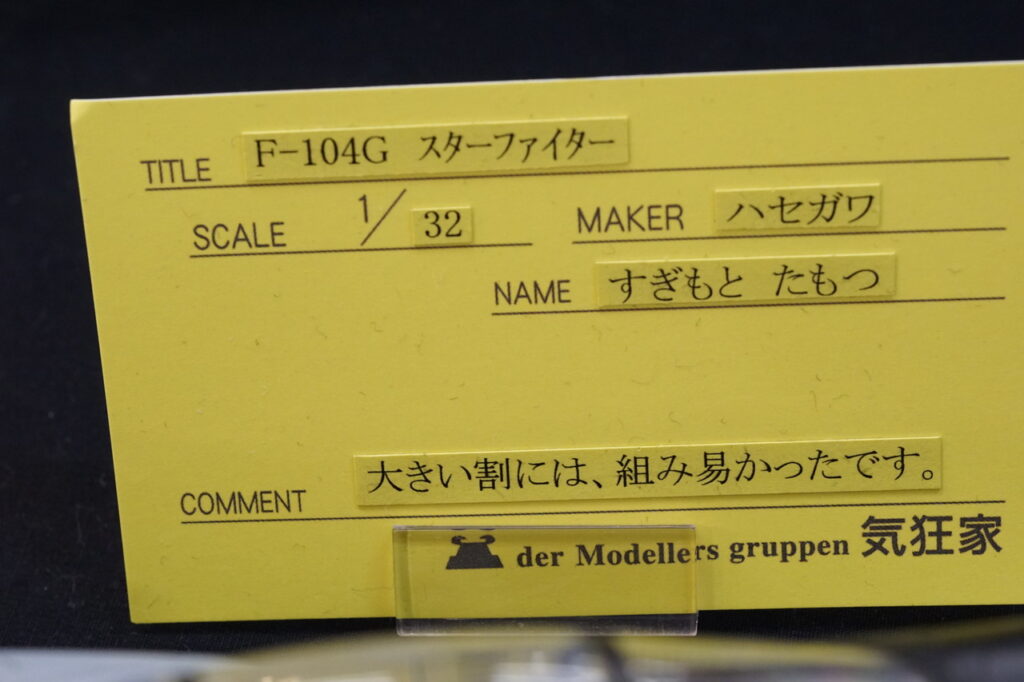 TITLE F-104G スターファイター
SCALE 1/32 MAKER ハセガワ
NAME すぎもと たもつ
COMMENT 大きい割には、組み易かったです。
der Modellers gruppen 気狂家